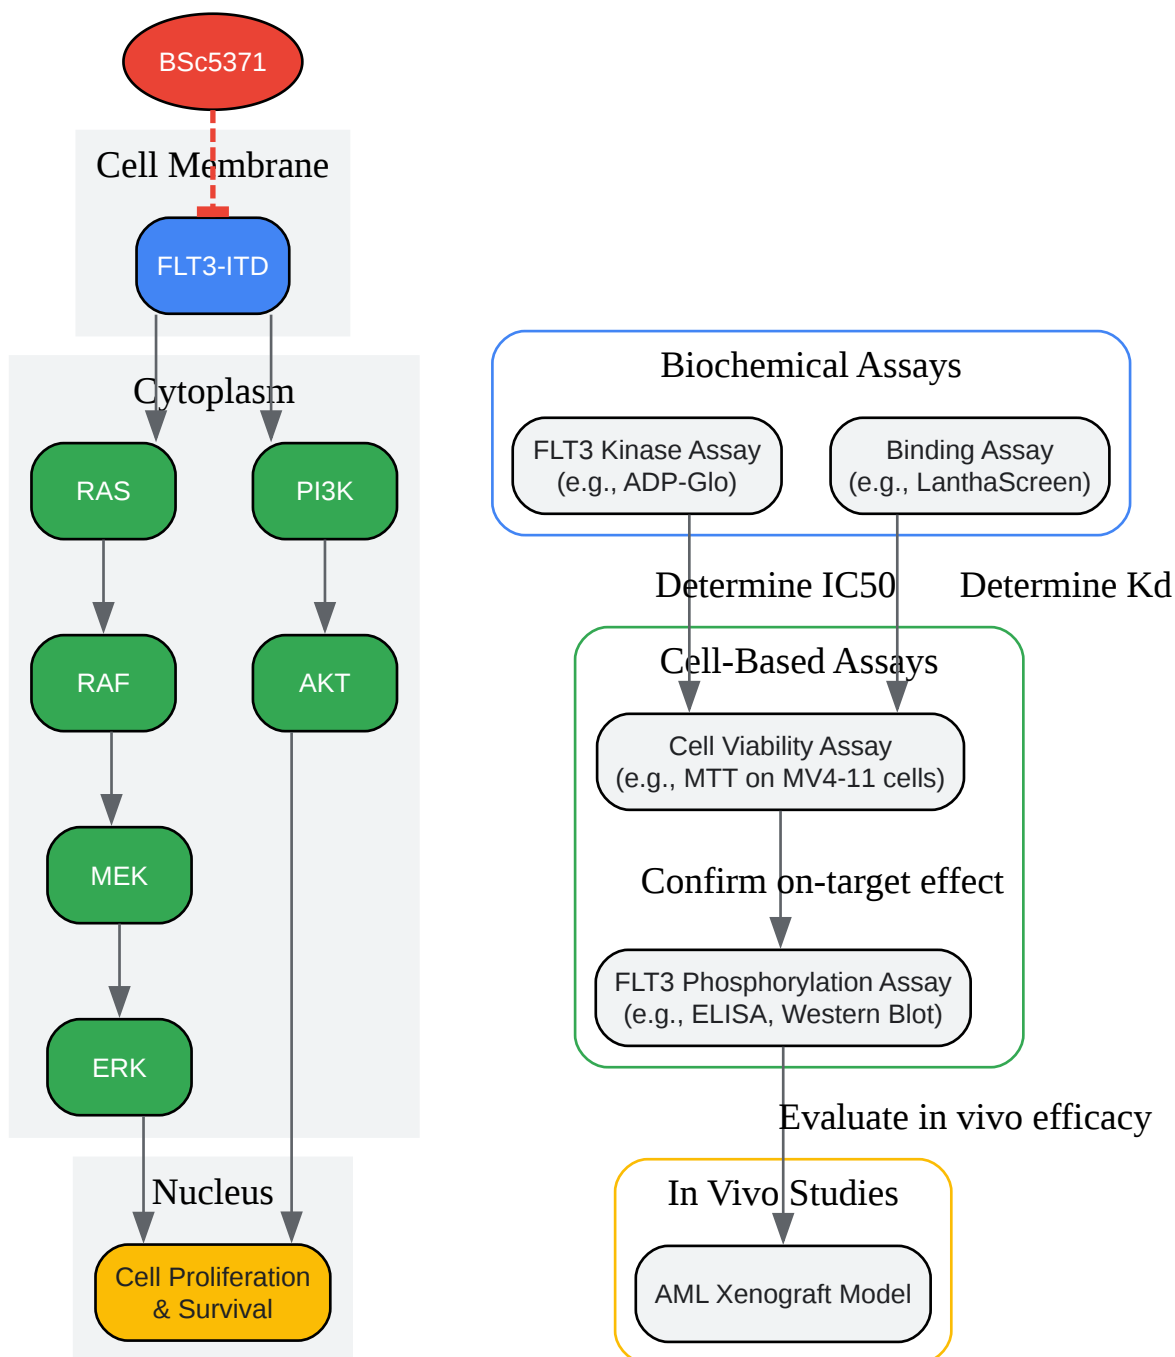 BSc5371
Cell Membrane
FLT3-ITD
Cytoplasm
RAS
PI3K
RAF
AKT
MEK
ERK
Nucleus
Cell Proliferation
& Survival
Biochemical Assays
FLT3 Kinase Assay
(e.g., ADP-Glo)
Binding Assay
(e.g., LanthaScreen)
Determine IC50
Determine Kd
Cell-Based Assays
Cell Viability Assay
(e.g., MTT on MV4-11 cells)
Confirm on-target effect
FLT3 Phosphorylation Assay
(e.g., ELISA, Western Blot)
Evaluate in vivo efficacy
In Vivo Studies
AML Xenograft Model